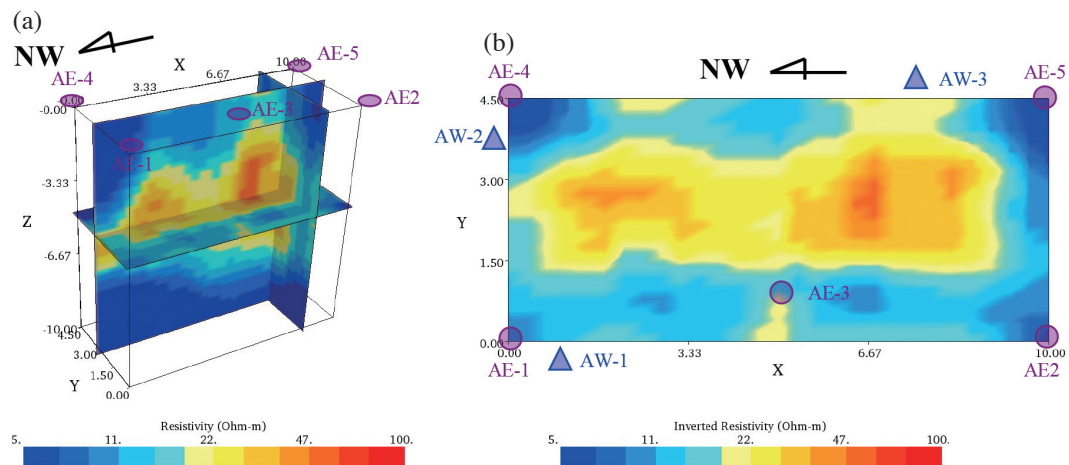 (a)
NW
X
AE-4
-0.00
0.00
3.33
6.67
10.00
AE-5
AE2
AE-3
AE-1
-3.33
Z
-6.67
-10.00
4.50
3.00
Y
1.50
0.00
Resistivity (Ohm-m)
5. 11. 22. 47. 100.
(b)
NW
AE-4
AW-3
AE-5
4.50
AW-2
3.00
Y
1.50
AE-3
0.00
0.00 3.33 6.67 10.00
AE-1
AW-1
X
AE2
Inverted Resistivity (Ohm-m)
5. 11. 22. 47. 100.